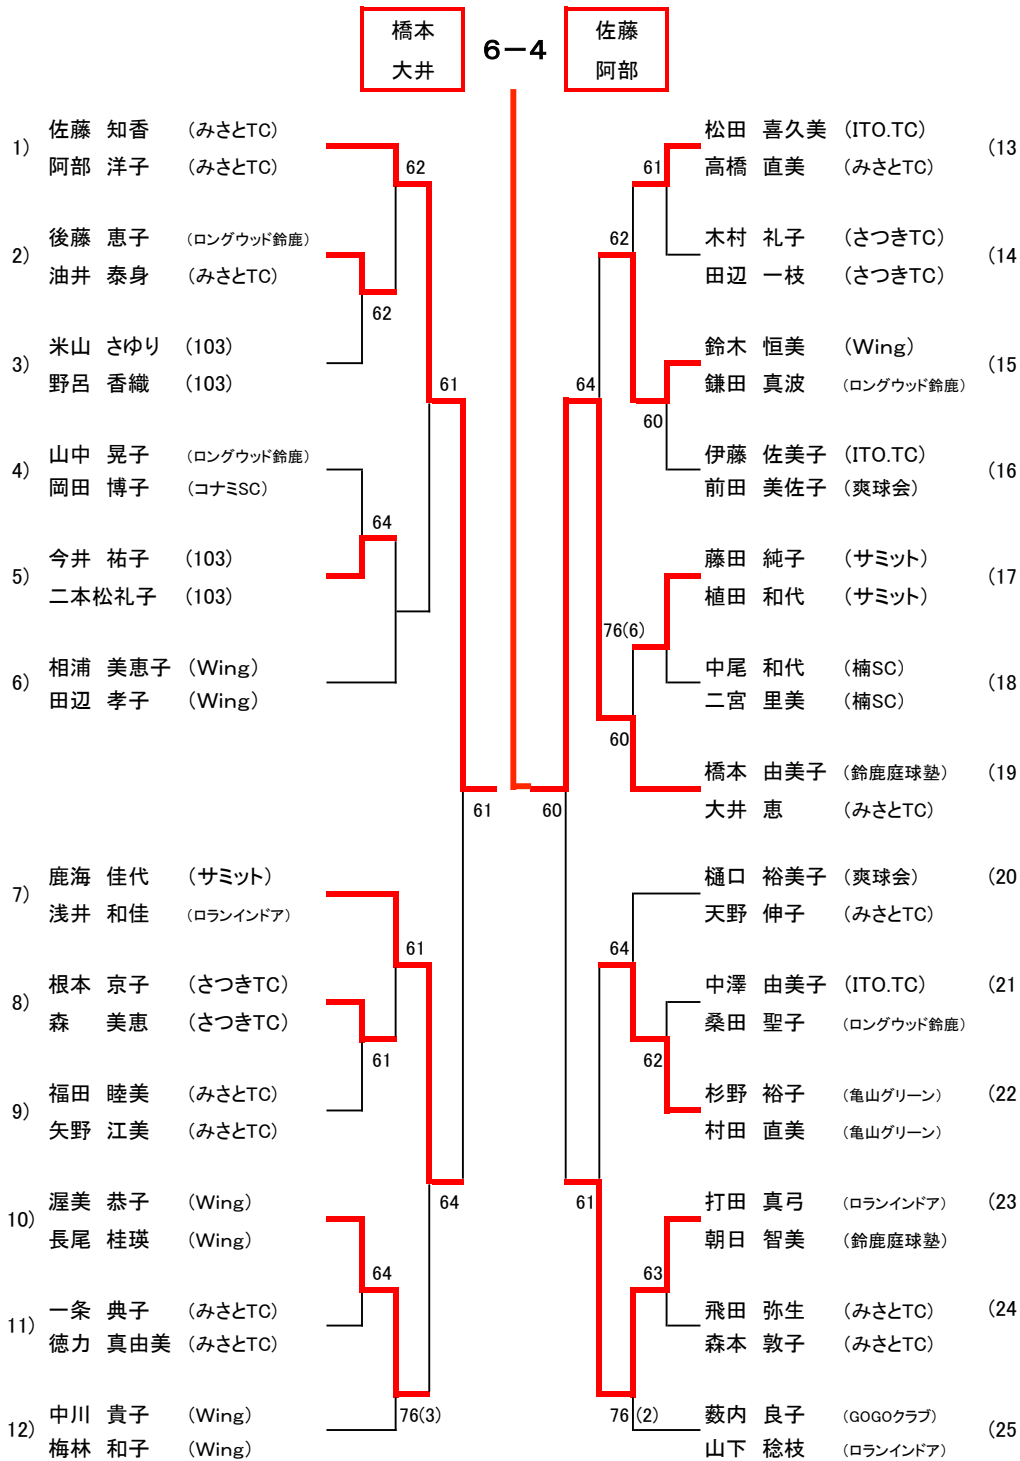 橋本
大井
6－4
佐藤
阿部
1)
佐藤 知香 (みさとTC)
阿部 洋子 (みさとTC)
62
2)
後藤 恵子 (ロングウッド鈴鹿)
油井 泰身 (みさとTC)
62
3)
米山 さゆり (103)
野呂 香織 (103)
61
4)
山中 晃子 (ロングウッド鈴鹿)
岡田 博子 (コナミSC)
64
5)
今井 祐子 (103)
二本松礼子 (103)
6)
相浦 美恵子 (Wing)
田辺 孝子 (Wing)
61
7)
鹿海 佳代 (サミット)
浅井 和佳 (ロランインドア)
61
8)
根本 京子 (さつきTC)
森 美恵 (さつきTC)
61
9)
福田 睦美 (みさとTC)
矢野 江美 (みさとTC)
64
10)
渥美 恭子 (Wing)
長尾 桂瑛 (Wing)
64
11)
一条 典子 (みさとTC)
徳力 真由美 (みさとTC)
76(3)
12)
中川 貴子 (Wing)
梅林 和子 (Wing)
松田 喜久美 (ITO.TC)
高橋 直美 (みさとTC)
(13
61
木村 礼子 (さつきTC)
田辺 一枝 (さつきTC)
(14
62
鈴木 恒美 (Wing)
鎌田 真波 (ロングウッド鈴鹿)
(15
64
60
伊藤 佐美子 (ITO.TC)
前田 美佐子 (爽球会)
(16
藤田 純子 (サミット)
植田 和代 (サミット)
(17
76(6)
中尾 和代 (楠SC)
二宮 里美 (楠SC)
(18
60
橋本 由美子 (鈴鹿庭球塾)
大井 恵 (みさとTC)
(19
60
樋口 裕美子 (爽球会)
天野 伸子 (みさとTC)
(20
64
中澤 由美子 (ITO.TC)
桑田 聖子 (ロングウッド鈴鹿)
(21
62
杉野 裕子 (亀山グリーン)
村田 直美 (亀山グリーン)
(22
61
打田 真弓 (ロランインドア)
朝日 智美 (鈴鹿庭球塾)
(23
63
飛田 弥生 (みさとTC)
森本 敦子 (みさとTC)
(24
76(2)
薮内 良子 (GOGOクラブ)
山下 稔枝 (ロランインドア)
(25